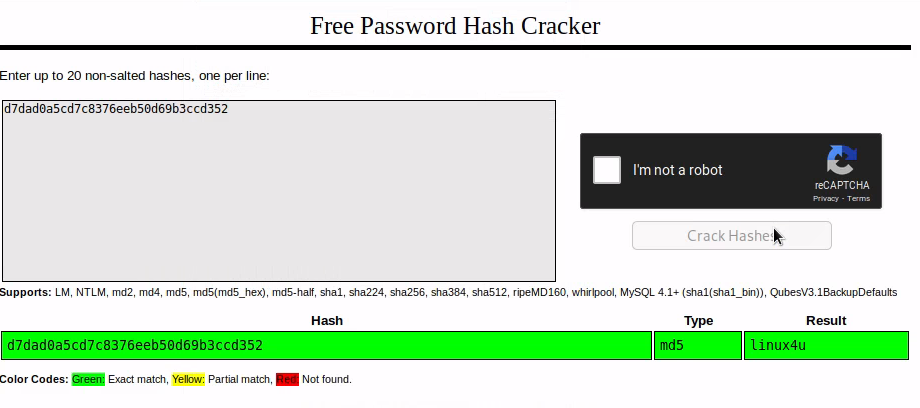 Free Password Hash Cracker
Enter up to 20 non-salted hashes, one per line:
d7dad0a5cd7c8376eeb50d69b3ccd352
I'm not a robot
reCAPTCHA
Privacy - Terms
Crack Hashes
Supports: LM, NTLM, md2, md4, md5, md5(md5_hex), md5-half, sha1, sha224, sha256, sha384, sha512, ripeMD160, whirlpool, MySQL 4.1+ (sha1(sha1_bin)), QubesV3.1BackupDefaults
Hash Type Result
d7dad0a5cd7c8376eeb50d69b3ccd352 md5 linux4u
Color Codes: Green: Exact match, Yellow: Partial match, Red: Not found.